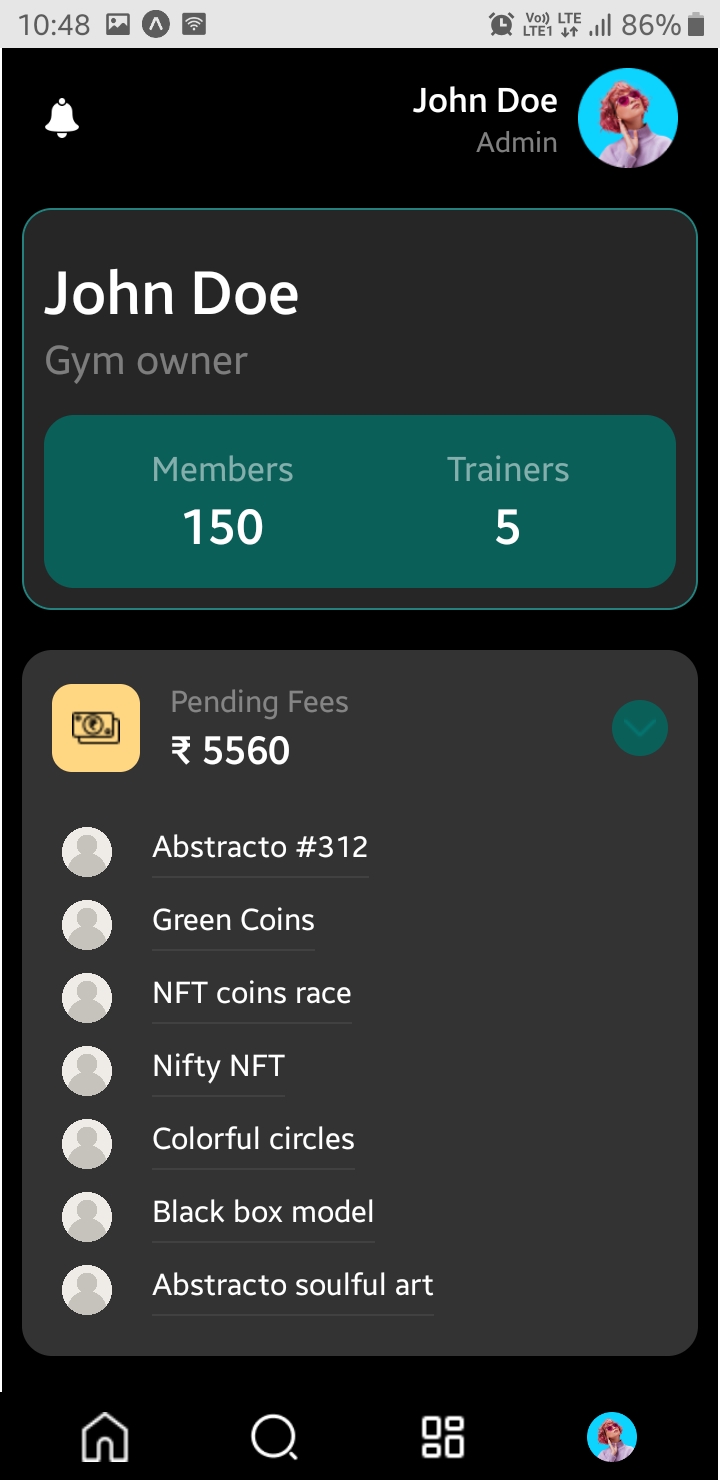 10:48
Vo)) LTE
LTE1
86%
John Doe
Admin
John Doe
Gym owner
Members
Trainers
150
5
Pending Fees
₹ 5560
Abstracto #312
Green Coins
NFT coins race
Nifty NFT
Colorful circles
Black box model
Abstracto soulful art